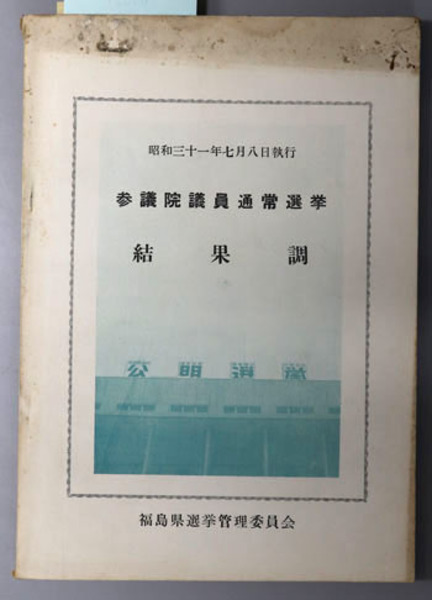 昭和三十一年七月八日執行
参議院議員通常選挙
結果調
公明選挙
福島県選挙管理委員会